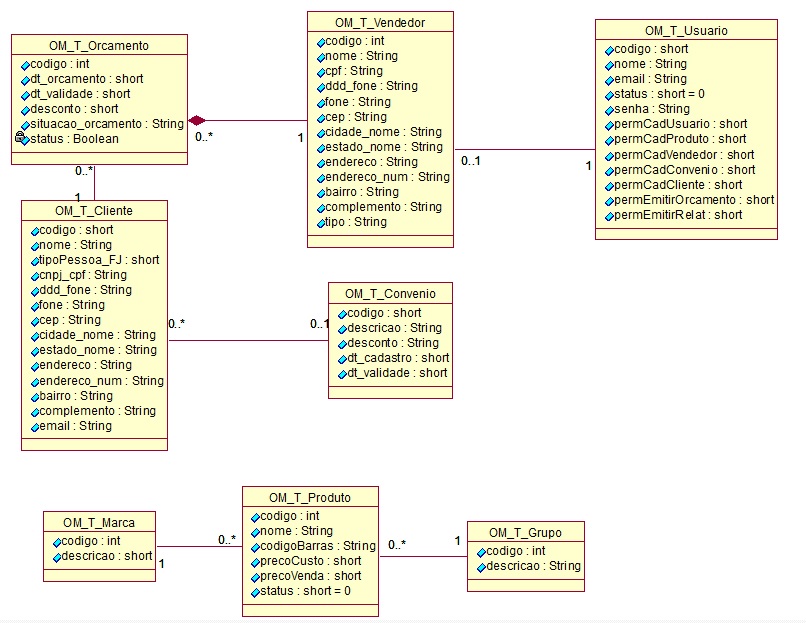 OM_T_Orcamento
codigo : int
dt_orcamento : short
dt_validade : short
desconto : short
situacao_orcamento : String
status : Boolean
0..*
1
OM_T_Vendedor
codigo : int
nome : String
cpf : String
ddd_fone : String
fone : String
cep : String
cidade_nome : String
estado_nome : String
endereco : String
endereco_num : String
bairro : String
complemento : String
tipo : String
0..1
1
OM_T_Usuario
codigo : short
nome : String
email : String
status : short = 0
senha : String
permCadUsuario : short
permCadProduto : short
permCadVendedor : short
permCadConvenio : short
permCadCliente : short
permEmitirOrcamento : short
permEmitirRelat : short
0..*
1
OM_T_Cliente
codigo : short
nome : String
tipoPessoa_FJ : short
cnpj_cpf : String
ddd_fone : String
fone : String
cep : String
cidade_nome : String
estado_nome : String
endereco : String
endereco_num : String
bairro : String
complemento : String
email : String
0..*
0..1
OM_T_Convenio
codigo : short
descricao : String
desconto : String
dt_cadastro : short
dt_validade : short
OM_T_Marca
codigo : int
descricao : short
1
0..*
OM_T_Produto
codigo : int
nome : String
codigoBarras : String
precoCusto : short
precoVenda : short
status : short = 0
0..*
1
OM_T_Grupo
codigo : int
descricao : String